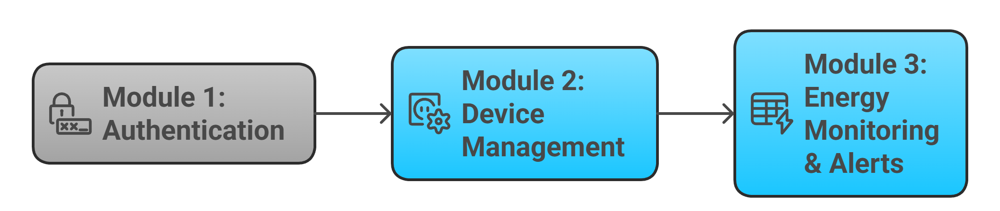 Module 1:
Authentication
Module 2:
Device
Management
Module 3:
Energy
Monitoring
& Alerts